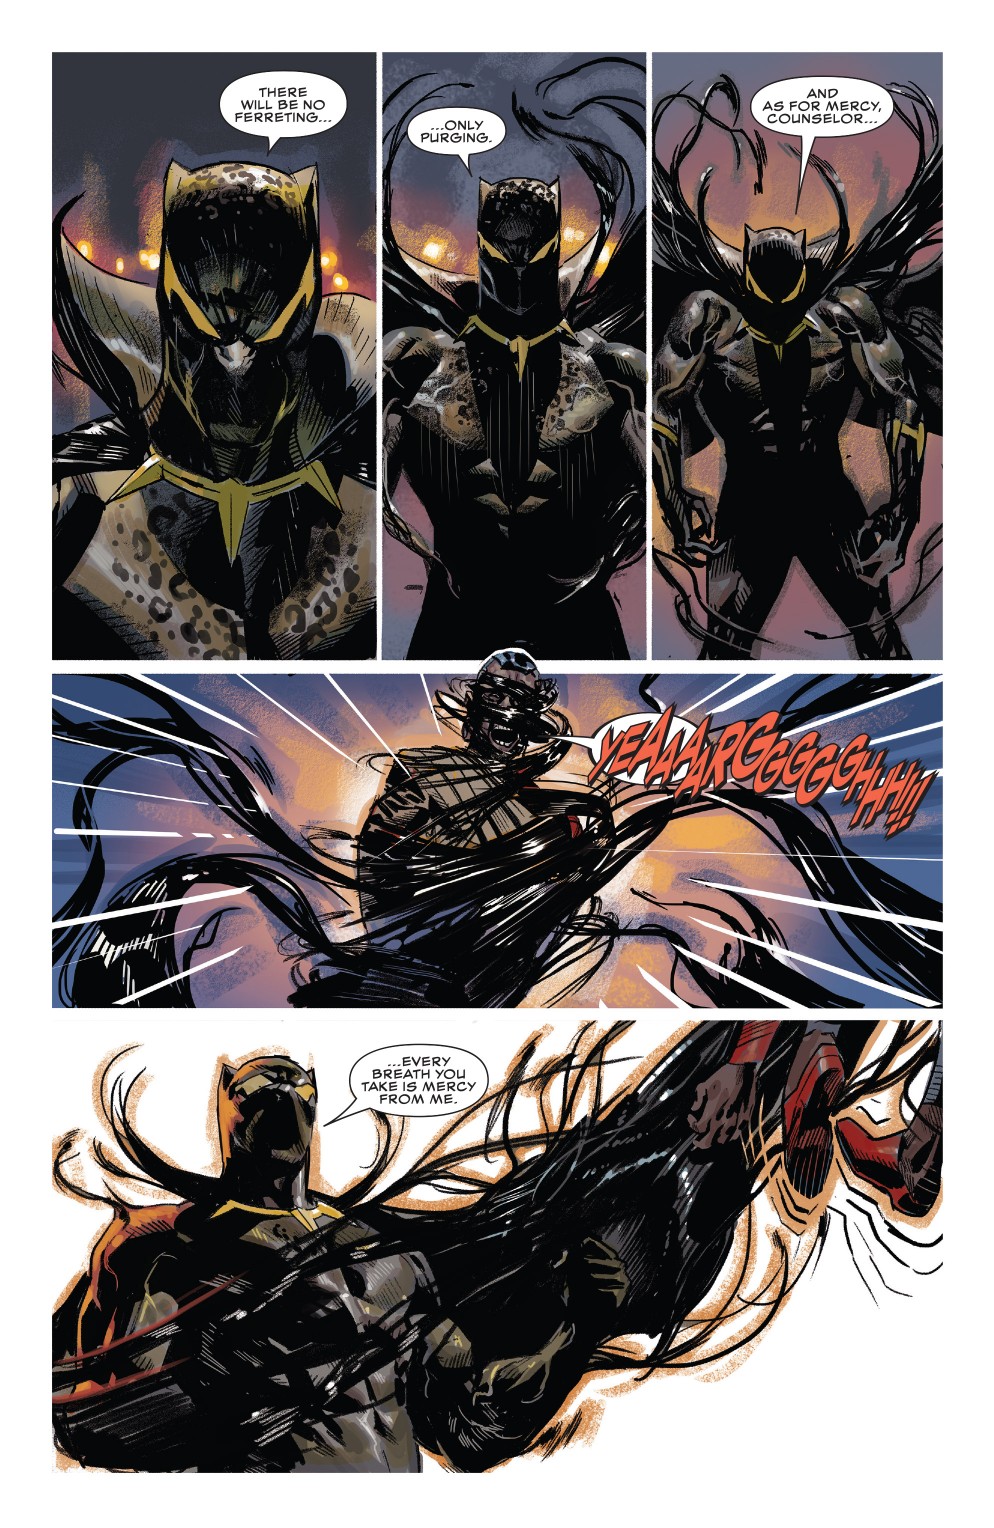 THERE
WILL BE NO
FERRETING...
...ONLY
PURGING.
AND
AS FOR MERCY,
COUNSELOR...
YEAAAARGGGGGHHH!!!
...EVERY
BREATH YOU
TAKE IS MERCY
FROM ME.